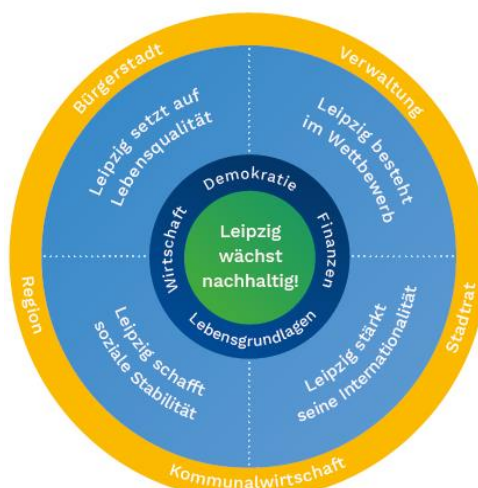 Bürgerstadt
Verwaltung
Leipzig setzt auf
Lebensqualität
Leipzig besteht
im Wettbewerb
Demokratie
Wirtschaft
Finanzen
Leipzig
wächst
nachhaltig!
Lebensgrundlagen
Region
Stadtrat
Leipzig schafft
soziale Stabilität
Leipzig stärkt
seine Internationalität
Kommunalwirtschaft